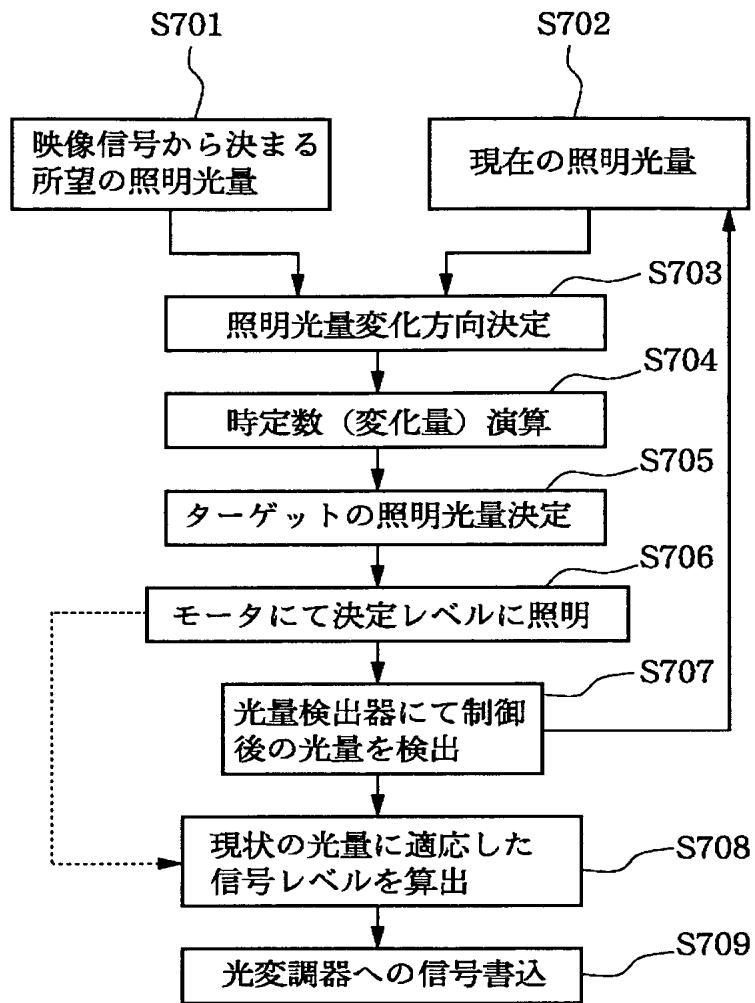 S701
S702
映像信号から決まる
所望の照明光量
現在の照明光量
S703
照明光量変化方向決定
S704
時定数（変化量）演算
S705
ターゲットの照明光量決定
S706
モータにて決定レベルに照明
S707
光量検出器にて制御
後の光量を検出
現状の光量に適応した
信号レベルを算出
S708
S709
光変調器への信号書込